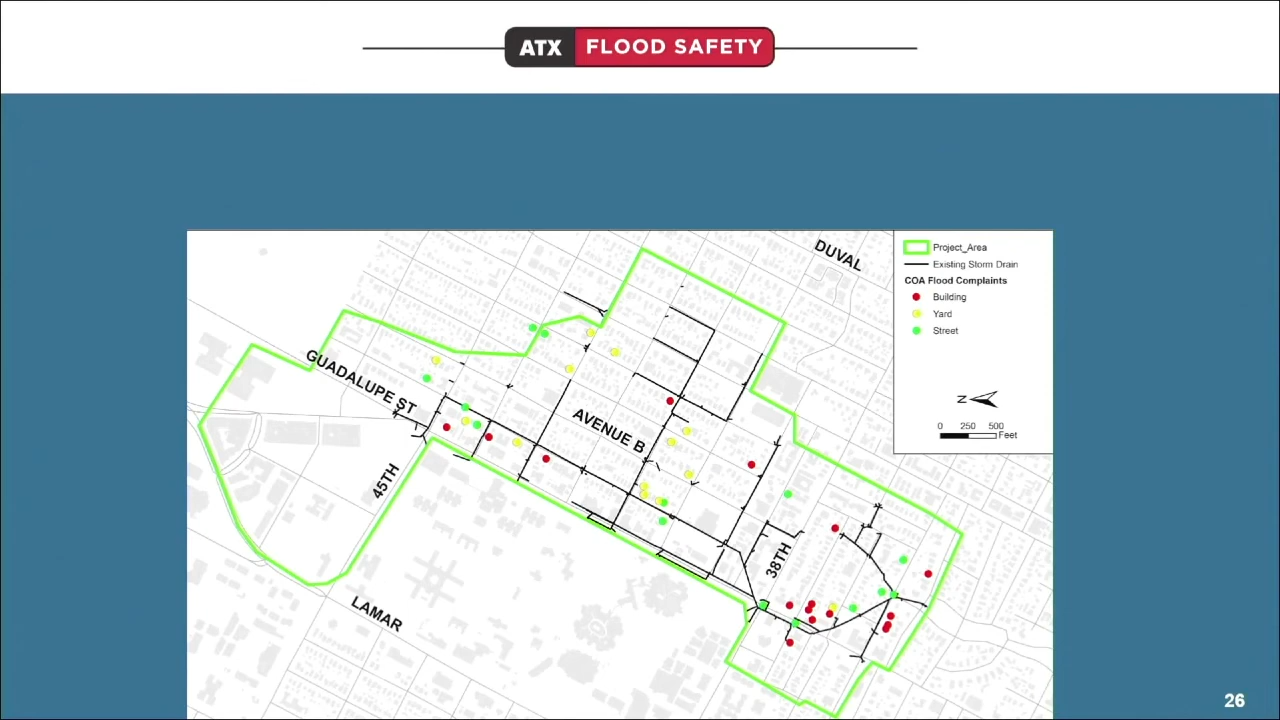 ATX FLOOD SAFETY
DUVAL
GUADALUPE ST
AVENUE B
45TH
38TH
LAMAR
Project_Area
Existing Storm Drain
COA Flood Complaints
Building
Yard
Street
N
0 250 500
Feet
26